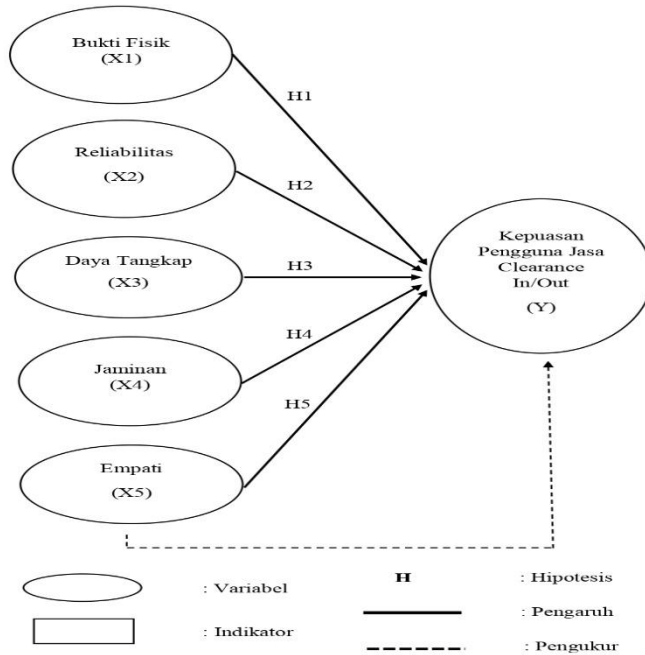 Bukti Fisik
(X1)
H1
Reliabilitas
(X2)
H2
Daya Tangkap
(X3)
H3
Jaminan
(X4)
H4
Empati
(X5)
H5
Kepuasan
Pengguna Jasa
Clearance
In/Out
(Y)
: Variabel
: Indikator
H : Hipotesis
: Pengaruh
: Pengukur